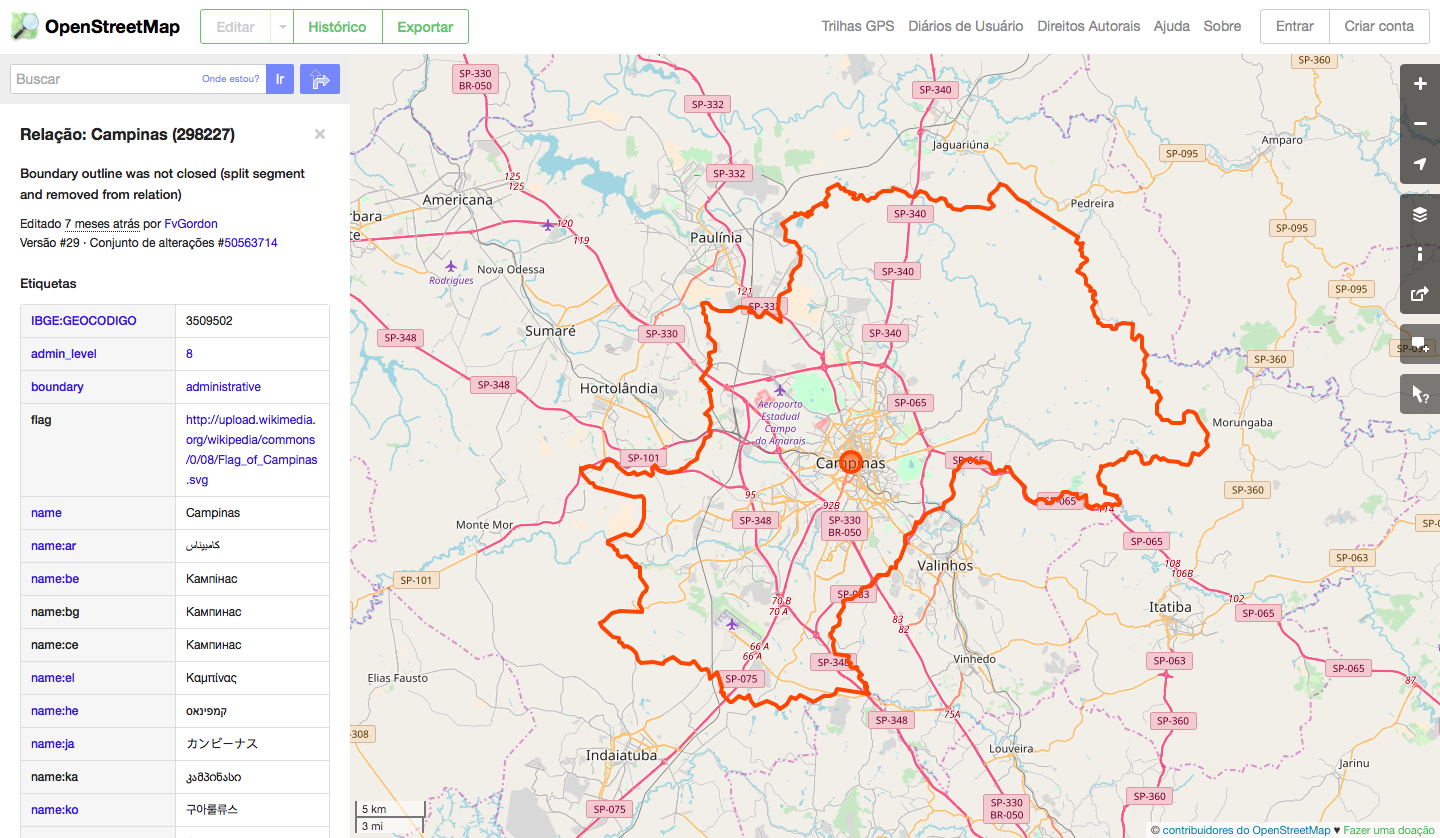 OpenStreetMap
Editar
Histórico
Exportar
Trilhas GPS
Diários de Usuário
Direitos Autorais
Ajuda
Sobre
Entrar
Criar conta
Buscar
Onde estou?
Ir
Relação: Campinas (298227)
Boundary outline was not closed (split segment
and removed from relation)
Editado 7 meses atrás por FvGordon
Versão #29 · Conjunto de alterações #50563714
Etiquetas
IBGE:GEOCODIGO 3509502
admin_level 8
boundary administrative
flag http://upload.wikimedia.
org/wikipedia/commons
/0/08/Flag_of_Campinas
.svg
name Campinas
name:ar كامبيناس
name:be Кампінас
name:bg Кампинас
name:ce Кампинас
name:el Καμπίνας
name:he קמפינאס
name:ja カンピーナス
name:ka კამპინასი
name:ko 구아룰류스
SP-330
BR-050
SP-332
SP-340
SP-360
Jaguariúna
Amparo
SP-095
SP-332
125
125
Americana
rbara
te
120
119
Paulínia
SP-340
Pedreira
SP-095
Rodrigues
Nova Odessa
SP-340
121
SP-332
SP-095
Sumaré
SP-330
SP-340
SP-348
SP-360
SP-348
Hortolândia
Aeroporto
Estadual
Campo
do Amarais
SP-065
Morungaba
SP-101
Campinas
SP-065
SP-360
95
92B
SP-065
114
Monte Mor
SP-348
SP-330
BR-050
SP-065
SP-063
Valinhos
108
106B
SP-101
SP-083
70 B
70 A
102
Itatiba
SP-065
83
82
66 A
66 A
SP-348
Vinhedo
SP-063
SP-065
Elias Fausto
SP-075
87
75A
SP-348
SP-360
-308
Indaiatuba
Louveira
Jarinu
SP-360
SP-075
SP-330
BR-050
5 km
3 mi
© contribuidores do OpenStreetMap ♥ Fazer uma doação